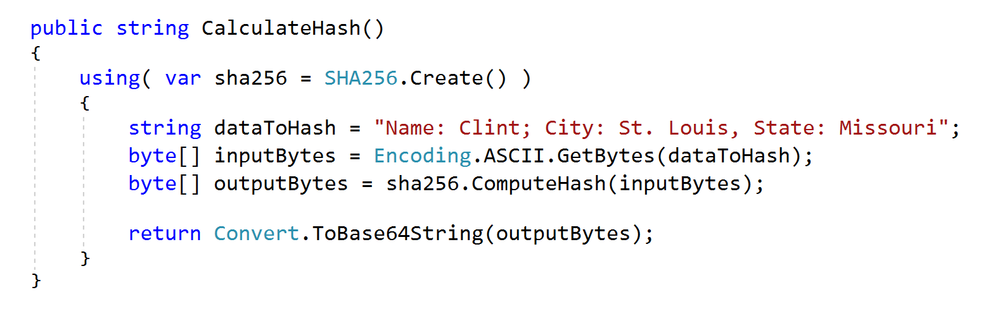 public string CalculateHash()
{
    using( var sha256 = SHA256.Create() )
    {
        string dataToHash = "Name: Clint; City: St. Louis, State: Missouri";
        byte[] inputBytes = Encoding.ASCII.GetBytes(dataToHash);
        byte[] outputBytes = sha256.ComputeHash(inputBytes);

        return Convert.ToBase64String(outputBytes);
    }
}